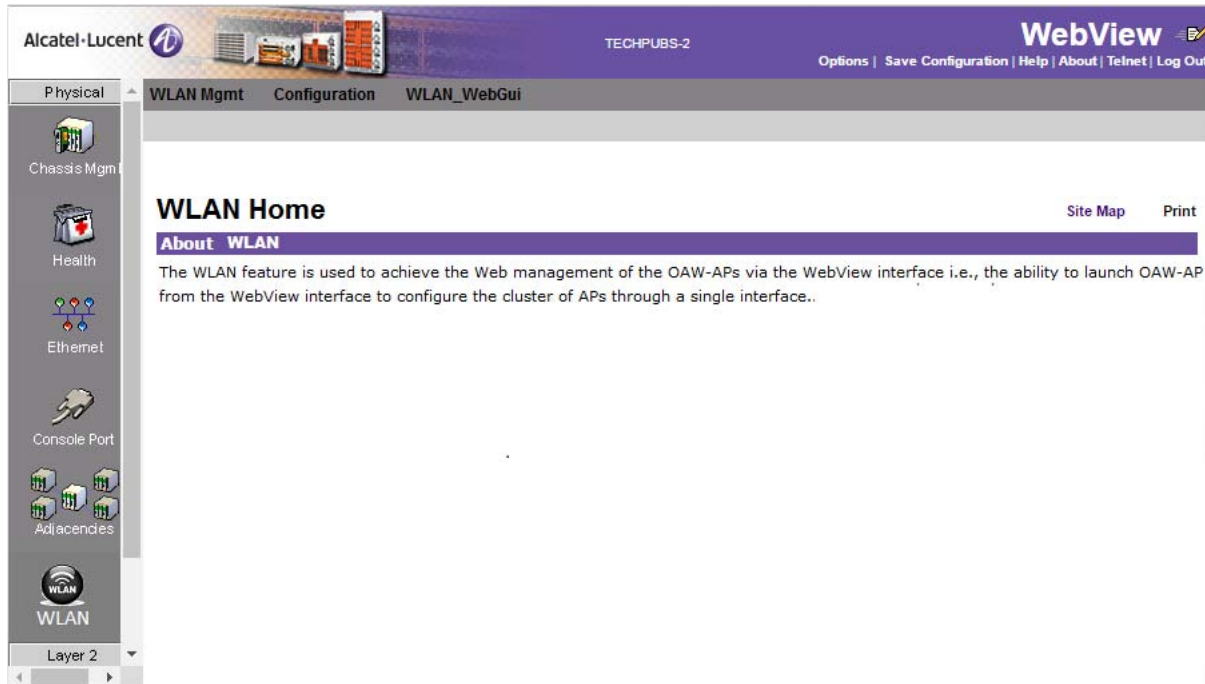 Alcatel·Lucent
TECHPUBS-2
WebView
Options | Save Configuration | Help | About | Telnet | Log Out
Physical
WLAN Mgmt Configuration WLAN_WebGui
Chassis Mgmt
Health
Ethernet
Console Port
Adjacencies
WLAN
WLAN
Layer 2
WLAN Home
Site Map Print
About WLAN
The WLAN feature is used to achieve the Web management of the OAW-APs via the WebView interface i.e., the ability to launch OAW-AP
from the WebView interface to configure the cluster of APs through a single interface..